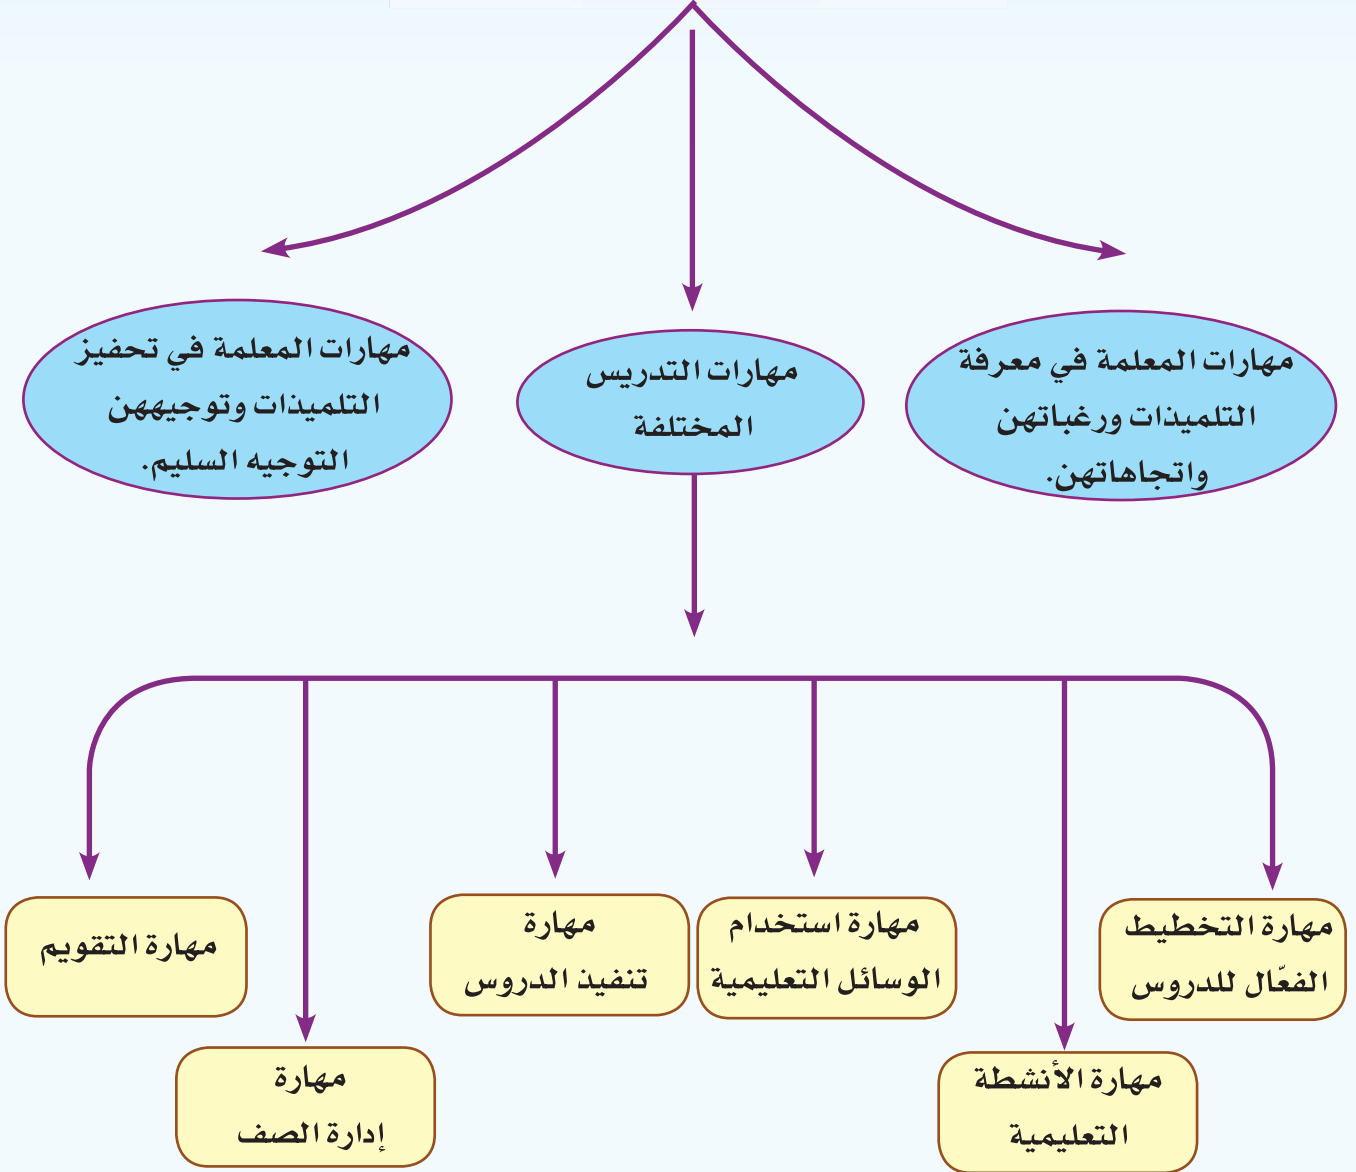 مهارات المعلمة في معرفة
التلميذات ورغباتهن
واتجاهاتهن.
مهارات التدريس
المختلفة
مهارات المعلمة في تحفيز
التلميذات وتوجيههن
التوجيه السليم.
مهارة التخطيط
الفعّال للدروس
مهارة الأنشطة
التعليمية
مهارة استخدام
الوسائل التعليمية
مهارة
تنفيذ الدروس
مهارة
إدارة الصف
مهارة التقويم